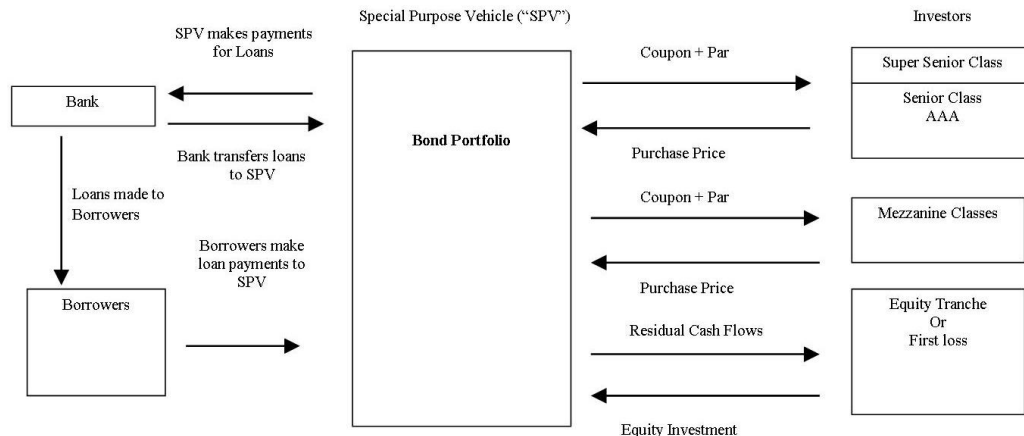 Special Purpose Vehicle (“SPV”)
Investors
SPV makes payments
for Loans
Bank
Bank transfers loans
to SPV
Loans made to
Borrowers
Borrowers make
loan payments to
SPV
Borrowers
Bond Portfolio
Coupon + Par
Purchase Price
Coupon + Par
Purchase Price
Residual Cash Flows
Equity Investment
Super Senior Class
Senior Class
AAA
Mezzanine Classes
Equity Tranche
Or
First loss